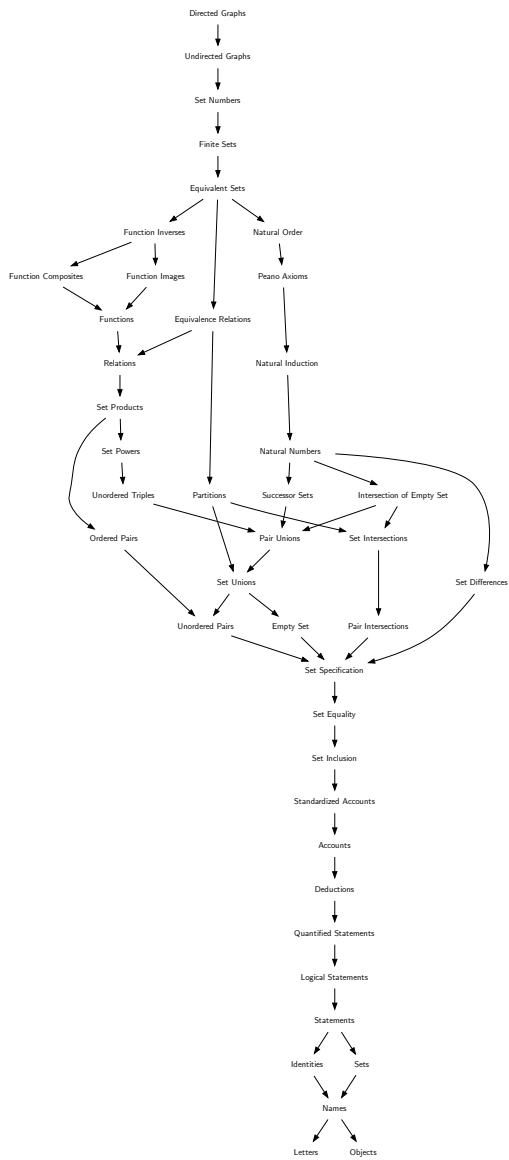 Directed Graphs
Undirected Graphs
Set Numbers
Finite Sets
Equivalent Sets
Function Inverses
Natural Order
Function Composites
Function Images
Peano Axioms
Functions
Equivalence Relations
Relations
Natural Induction
Set Products
Set Powers
Natural Numbers
Unordered Triples
Partitions
Successor Sets
Intersection of Empty Set
Ordered Pairs
Pair Unions
Set Intersections
Set Unions
Set Differences
Unordered Pairs
Empty Set
Pair Intersections
Set Specification
Set Equality
Set Inclusion
Standardized Accounts
Accounts
Deductions
Quantified Statements
Logical Statements
Statements
Identities
Sets
Names
Letters
Objects